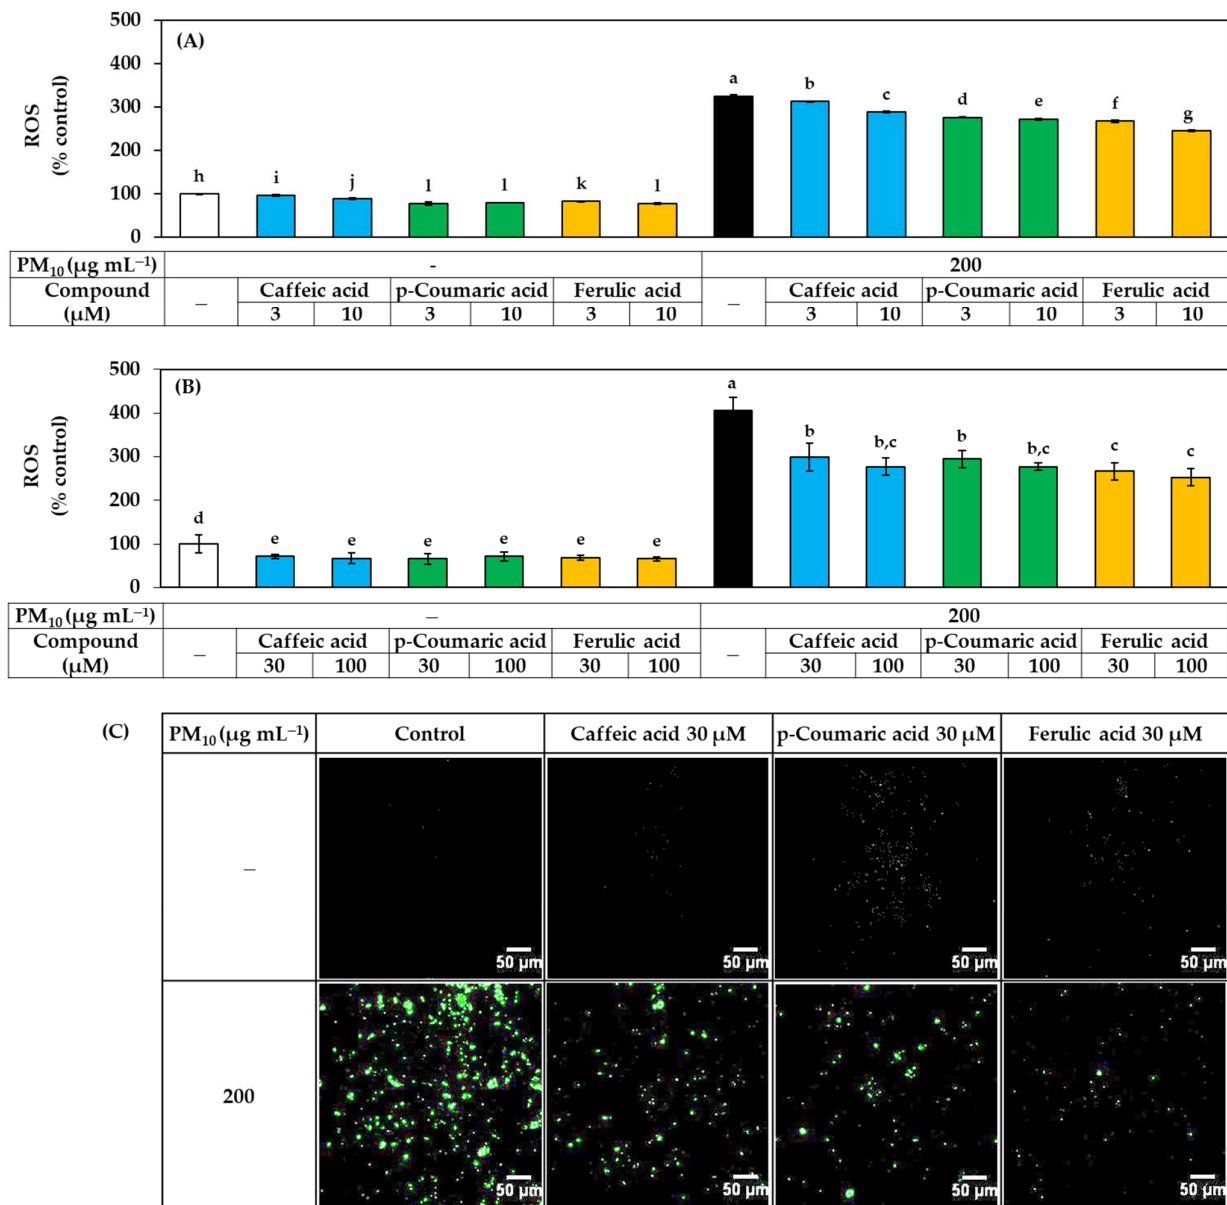 500
(A)
400
a
b
c
d
e
f
g
300
ROS
(% control)
200
h
i
j
l
l
k
l
100
0
PM10 (µg mL−1)
-
200
Compound
(µM)
–
Caffeic acid
p-Coumaric acid
Ferulic acid
–
Caffeic acid
p-Coumaric acid
Ferulic acid
3
10
3
10
3
10
3
10
3
10
3
10
500
(B)
a
400
b
b,c
b
b,c
c
c
300
ROS
(% control)
200
d
e
e
e
e
e
e
100
0
PM10 (µg mL−1)
–
200
Compound
(µM)
–
Caffeic acid
p-Coumaric acid
Ferulic acid
–
Caffeic acid
p-Coumaric acid
Ferulic acid
30
100
30
100
30
100
30
100
30
100
30
100
(C)
PM10 (µg mL−1)
Control
Caffeic acid 30 µM
p-Coumaric acid 30 µM
Ferulic acid 30 µM
–
50 µm
50 µm
50 µm
50 µm
200
50 µm
50 µm
50 µm
50 µm